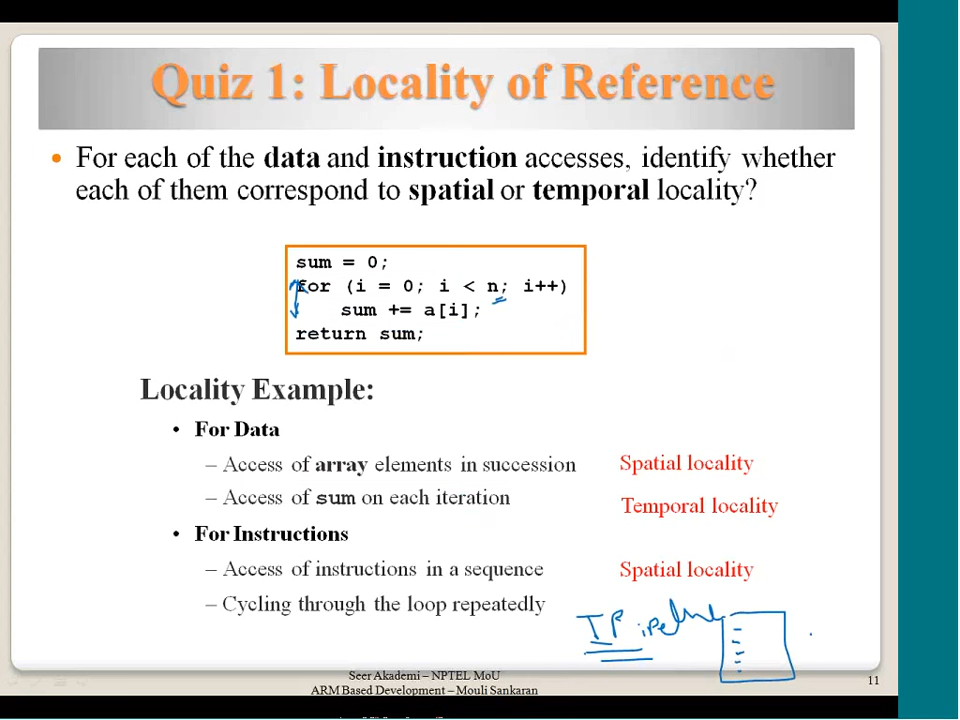 Quiz 1: Locality of Reference
• For each of the data and instruction accesses, identify whether
each of them correspond to spatial or temporal locality?
sum = 0;
for (i = 0; i < n; i++)
sum += a[i];
return sum;
Locality Example:
• For Data
– Access of array elements in succession Spatial locality
– Access of sum on each iteration Temporal locality
• For Instructions
– Access of instructions in a sequence Spatial locality
– Cycling through the loop repeatedly
Seer Akademi – NPTEL MoU
ARM Based Development – Mouli Sankaran
11